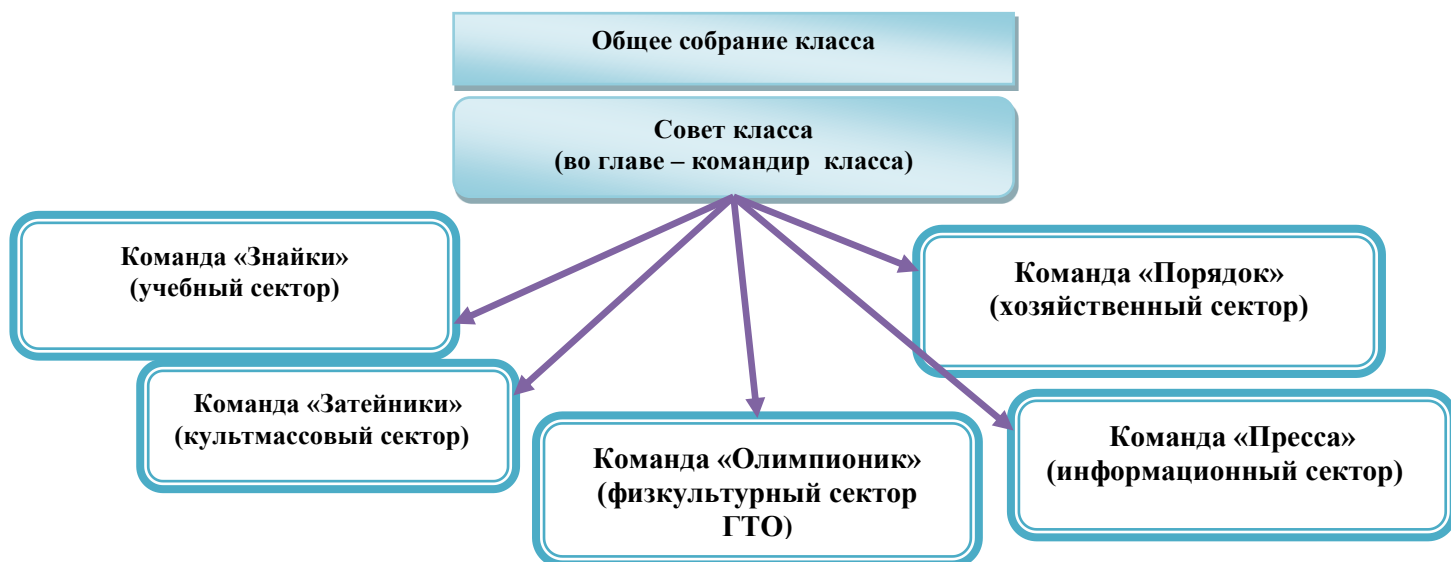 Общее собрание класса
Совет класса
(во главе – командир класса)
Команда «Знайки»
(учебный сектор)
Команда «Порядок»
(хозяйственный сектор)
Команда «Затейники»
(культмассовый сектор)
Команда «Олимпионик»
(физкультурный сектор
ГТО)
Команда «Пресса»
(информационный сектор)